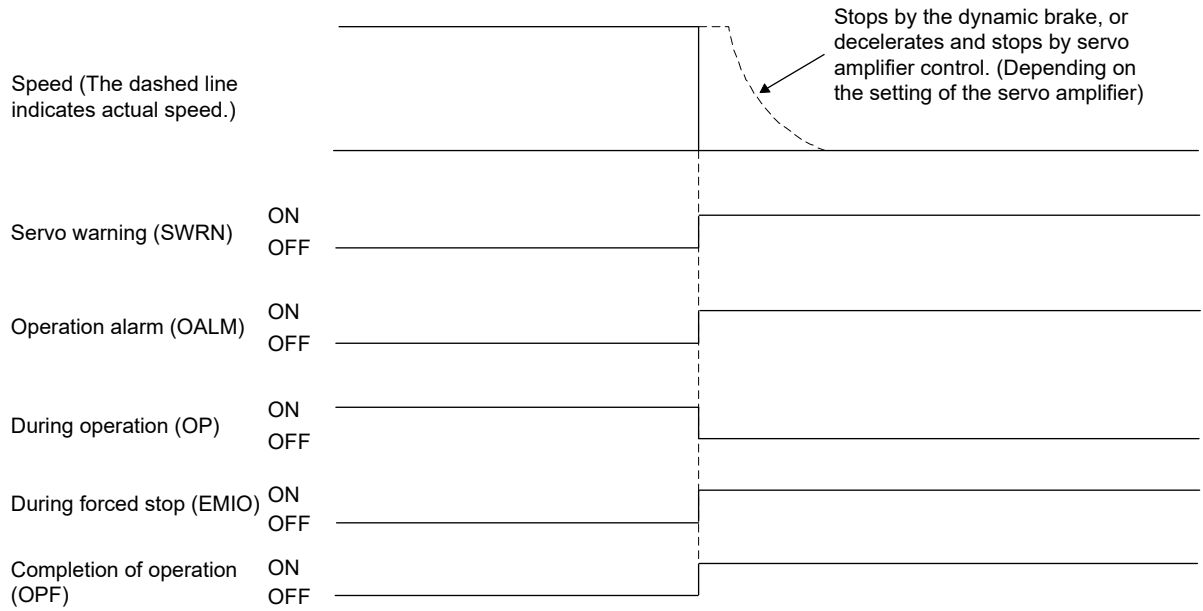 Stops by the dynamic brake, or
decelerates and stops by servo
amplifier control. (Depending on
the setting of the servo amplifier)
Speed (The dashed line
indicates actual speed.)
ON
Servo warning (SWRN)
OFF
ON
Operation alarm (OALM)
OFF
ON
During operation (OP)
OFF
ON
During forced stop (EMIO)
OFF
ON
Completion of operation
(OPF)
OFF